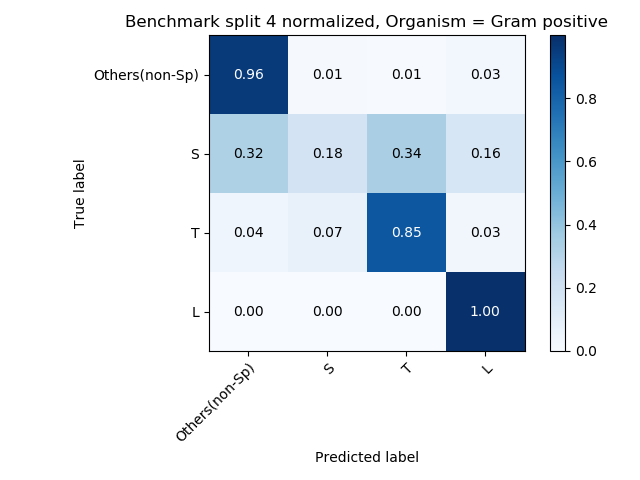 Benchmark split 4 normalized, Organism = Gram positive
True label
Others(non-Sp) 0.96 0.01 0.01 0.03
S 0.32 0.18 0.34 0.16
T 0.04 0.07 0.85 0.03
L 0.00 0.00 0.00 1.00
Others(non-Sp) S T L
Predicted label
0.8
0.6
0.4
0.2
0.0